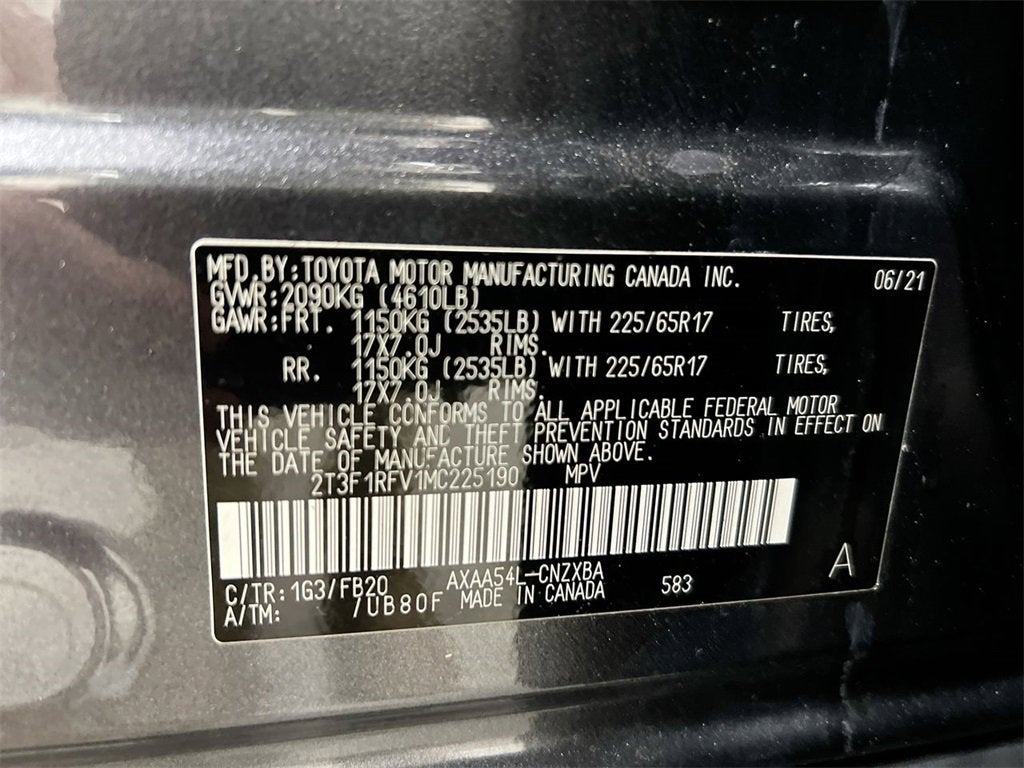 MFD.BY:TOYOTA MOTOR MANUFACTURING CANADA INC. 06/21
GVWR:2090KG (4610LB)
GAWR:FRT. 1150KG (2535LB) WITH 225/65R17 TIRES,
17X7.0J RIMS.
RR. 1150KG (2535LB) WITH 225/65R17 TIRES,
17X7.0J RIMS.
THIS VEHICLE CONFORMS TO ALL APPLICABLE FEDERAL MOTOR
VEHICLE SAFETY AND THEFT PREVENTION STANDARDS IN EFFECT ON
THE DATE OF MANUFACTURE SHOWN ABOVE.
2T3F1RFV1MC225190 MPV
A
C/TR: 1G3/FB20 AXAA54L-CNZXBA 583
A/TM: /UB80F MADE IN CANADA